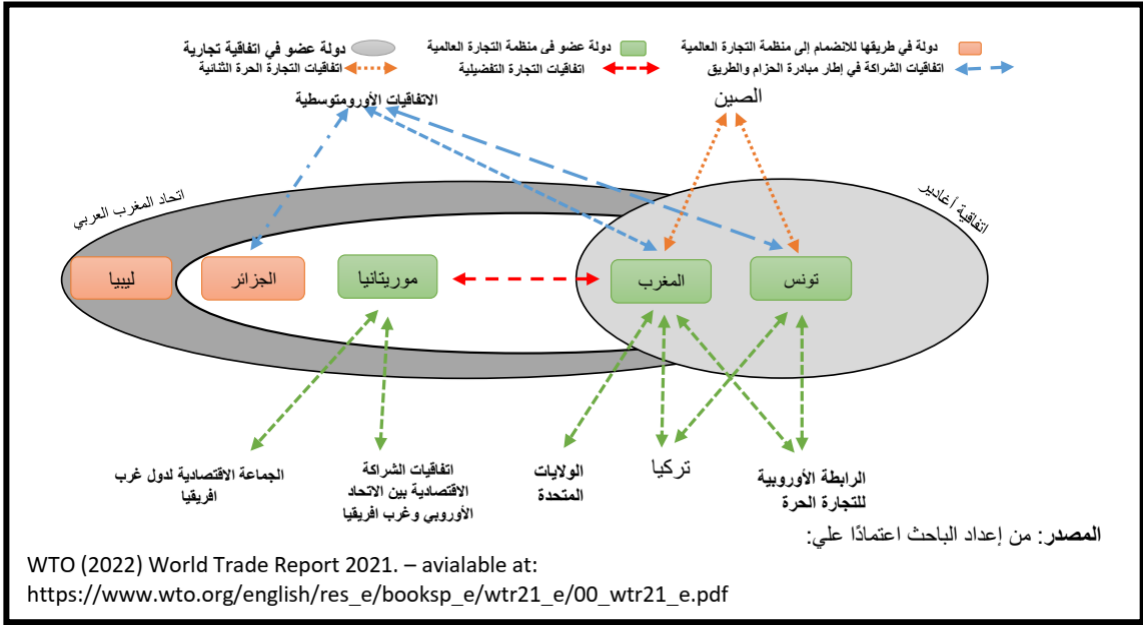 دولة في طريقها للانضمام إلى منظمة التجارة العالمية
دولة عضو فى منظمة التجارة العالمية
دولة عضو في اتفاقية تجارية
اتفاقيات الشراكة في إطار مبادرة الحزام والطريق
اتفاقيات التجارة التفضيلية
اتفاقيات التجارة الحرة الثنائية
الصين
الاتفاقيات الأورومتوسطية
اتفاقية أغادير
اتحاد المغرب العربي
تونس
المغرب
موريتانيا
الجزائر
ليبيا
الرابطة الأوروبية
للتجارة الحرة
تركيا
الولايات
المتحدة
اتفاقيات الشراكة
الاقتصادية بين الاتحاد
الأوروبي وغرب افريقيا
الجماعة الاقتصادية لدول غرب
افريقيا
المصدر: من إعداد الباحث اعتمادًا علي:
WTO (2022) World Trade Report 2021. – avialable at:
https://www.wto.org/english/res_e/booksp_e/wtr21_e/00_wtr21_e.pdf